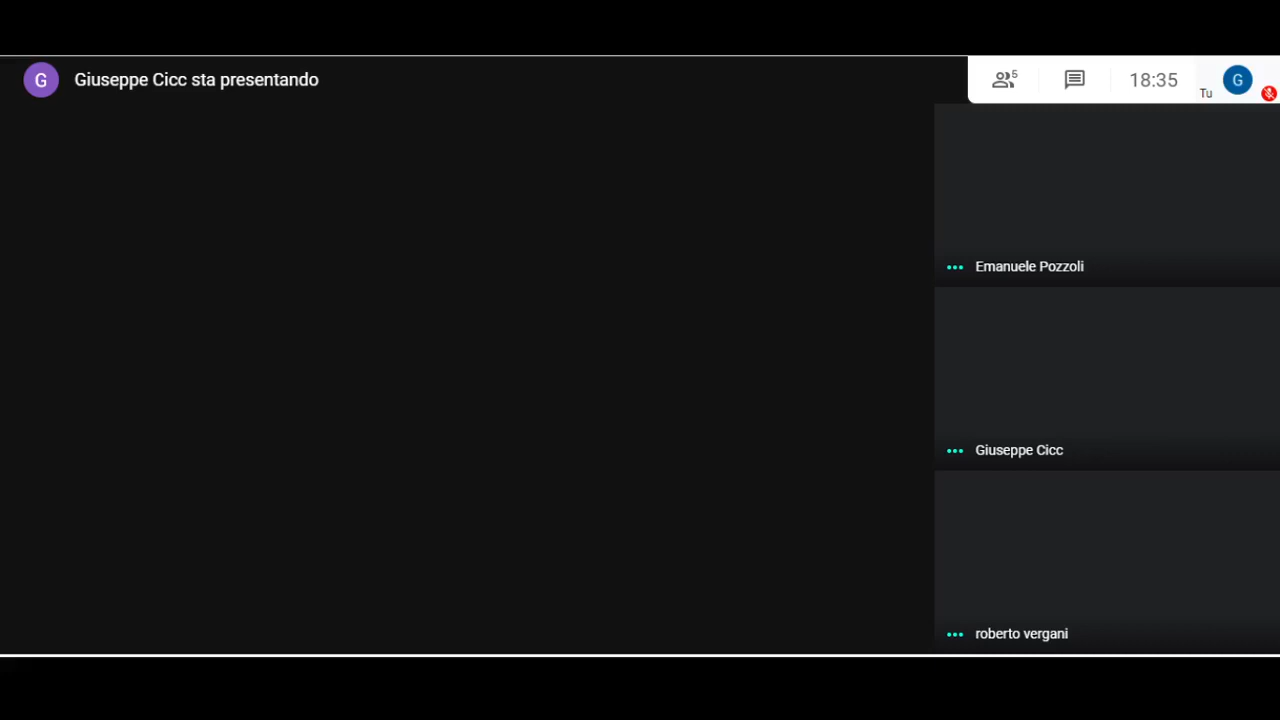 G Giuseppe Cicc sta presentando
5 18:35 Tu G
Emanuele Pozzoli
Giuseppe Cicc
roberto vergani